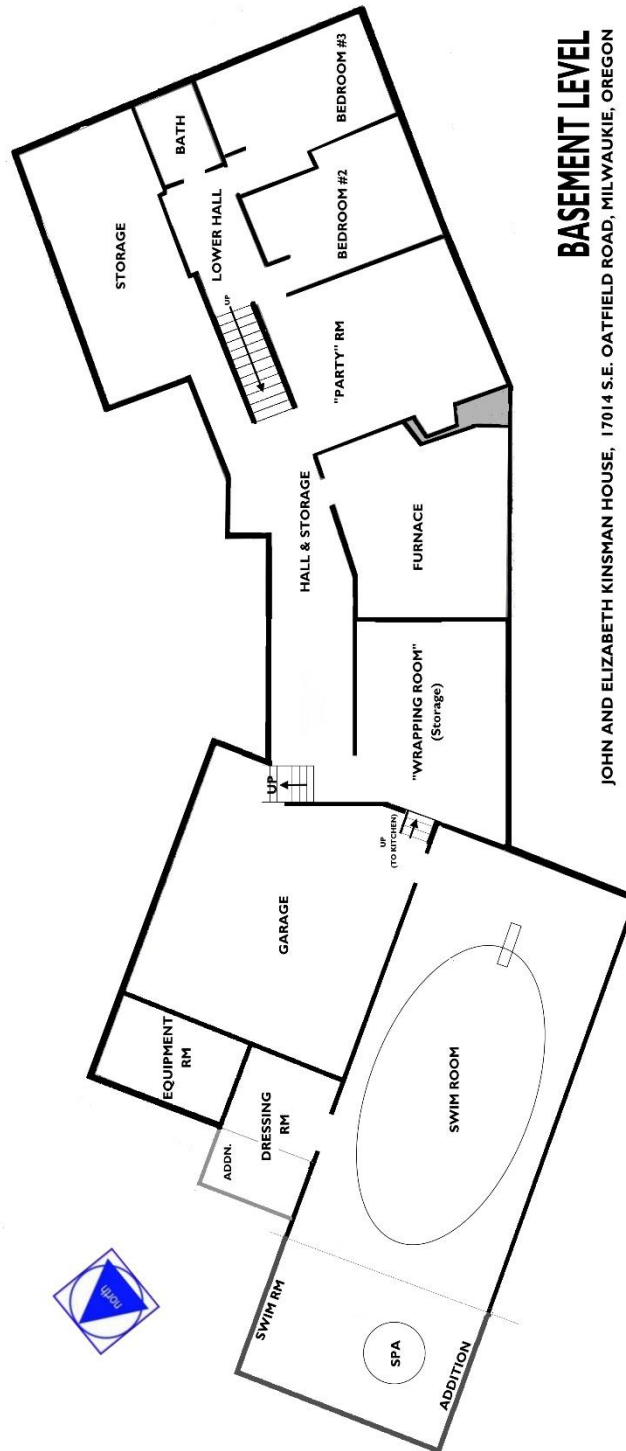 BASEMENT LEVEL
JOHN AND ELIZABETH KINSMAN HOUSE, 17014 S.E. OATFIELD ROAD, MILWAUKIE, OREGON
north
SWIM RM
ADDITION
SPA
SWIM ROOM
ADDN.
DRESSING
RM
EQUIPMENT
RM
GARAGE
UP
UP
(TO KITCHEN)
"WRAPPING ROOM"
(Storage)
HALL & STORAGE
FURNACE
"PARTY" RM
UP
LOWER HALL
STORAGE
BATH
BEDROOM #2
BEDROOM #3